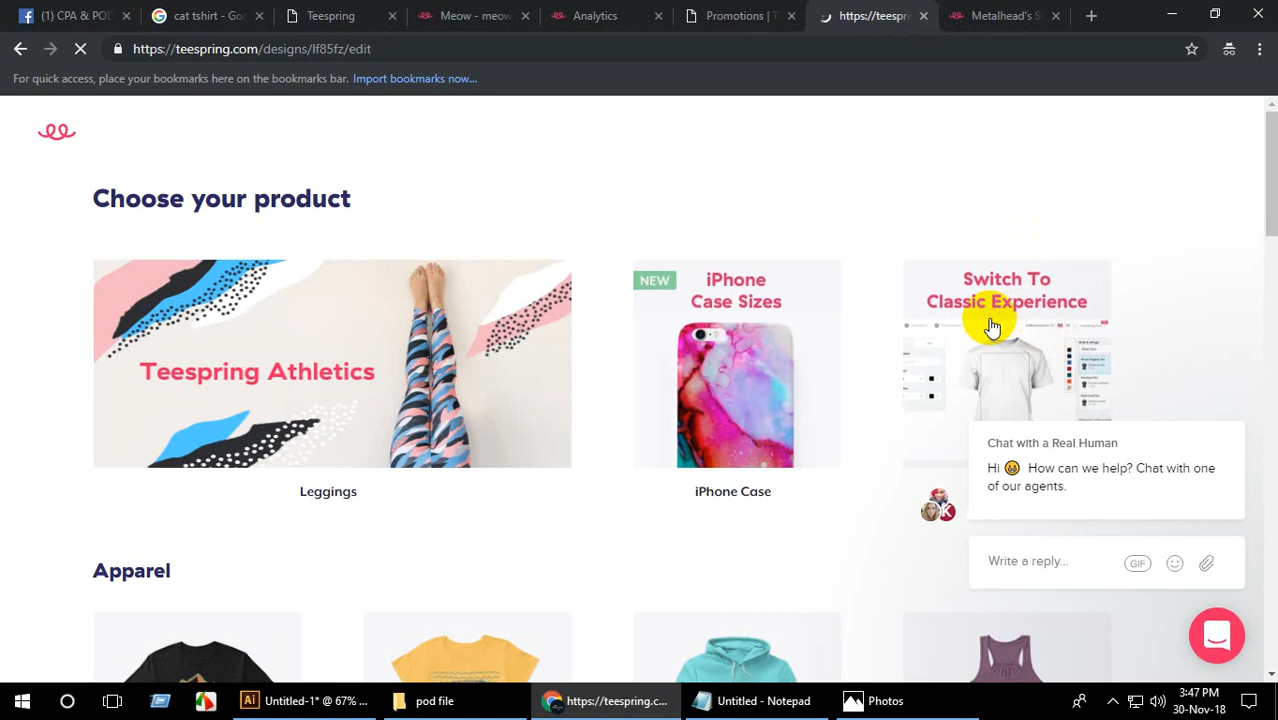 (1) CPA & POD
cat tshirt - Goo
Teespring
Meow - meow
Analytics
Promotions | T
https://teespri
Metalhead's S
https://teespring.com/designs/lf85fz/edit
For quick access, place your bookmarks here on the bookmarks bar. Import bookmarks now...
Choose your product
Teespring Athletics
NEW
iPhone
Case Sizes
Switch To
Classic Experience
Leggings
iPhone Case
Chat with a Real Human
Hi How can we help? Chat with one
of our agents.
K
Write a reply...
GIF
Apparel
Untitled-1* @ 67% ...
pod file
https://teespring.c...
Untitled - Notepad
Photos
3:47 PM
30-Nov-18